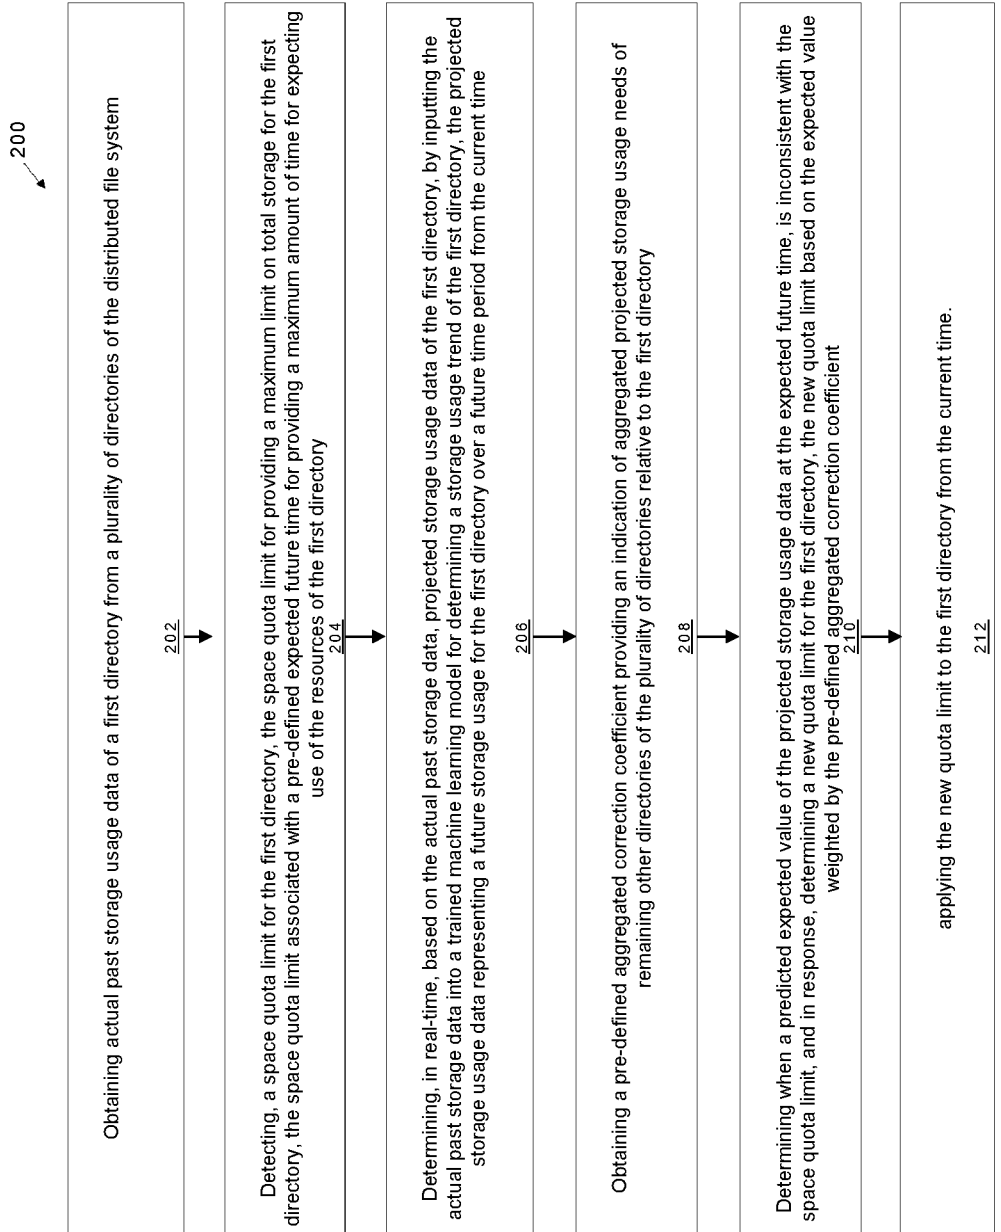 200
Obtaining actual past storage usage data of a first directory from a plurality of directories of the distributed file system
202
Detecting, a space quota limit for the first directory, the space quota limit for providing a maximum limit on total storage for the first
directory, the space quota limit associated with a pre-defined expected future time for providing a maximum amount of time for expecting
use of the resources of the first directory
204
Determining, in real-time, based on the actual past storage data, projected storage usage data of the first directory, by inputting the
actual past storage data into a trained machine learning model for determining a storage usage trend of the first directory, the projected
storage usage data representing a future storage usage for the first directory over a future time period from the current time
206
Obtaining a pre-defined aggregated correction coefficient providing an indication of aggregated projected storage usage needs of
remaining other directories of the plurality of directories relative to the first directory
208
Determining when a predicted expected value of the projected storage usage data at the expected future time, is inconsistent with the
space quota limit, and in response, determining a new quota limit for the first directory, the new quota limit based on the expected value
weighted by the pre-defined aggregated correction coefficient
210
applying the new quota limit to the first directory from the current time.
212